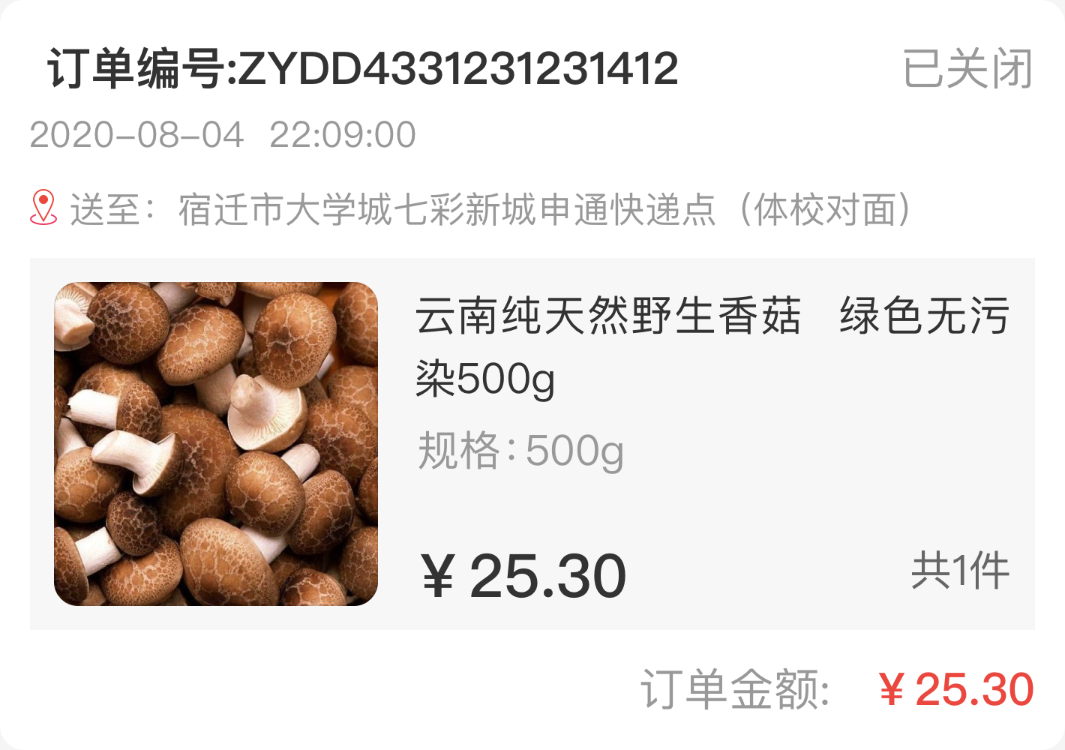 订单编号:ZYDD4331231231412
已关闭
2020-08-04 22:09:00
送至：宿迁市大学城七彩新城申通快递点（体校对面）
云南纯天然野生香菇 绿色无污
染500g
规格：500g
¥ 25.30
共1件
订单金额: ¥ 25.30